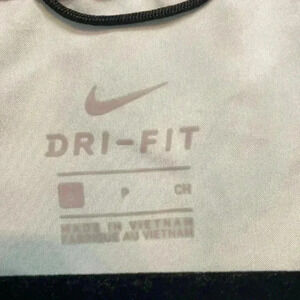 DRI-FIT
P CH
MADE IN VIETNAM
FABRIQUE AU VIETNAM